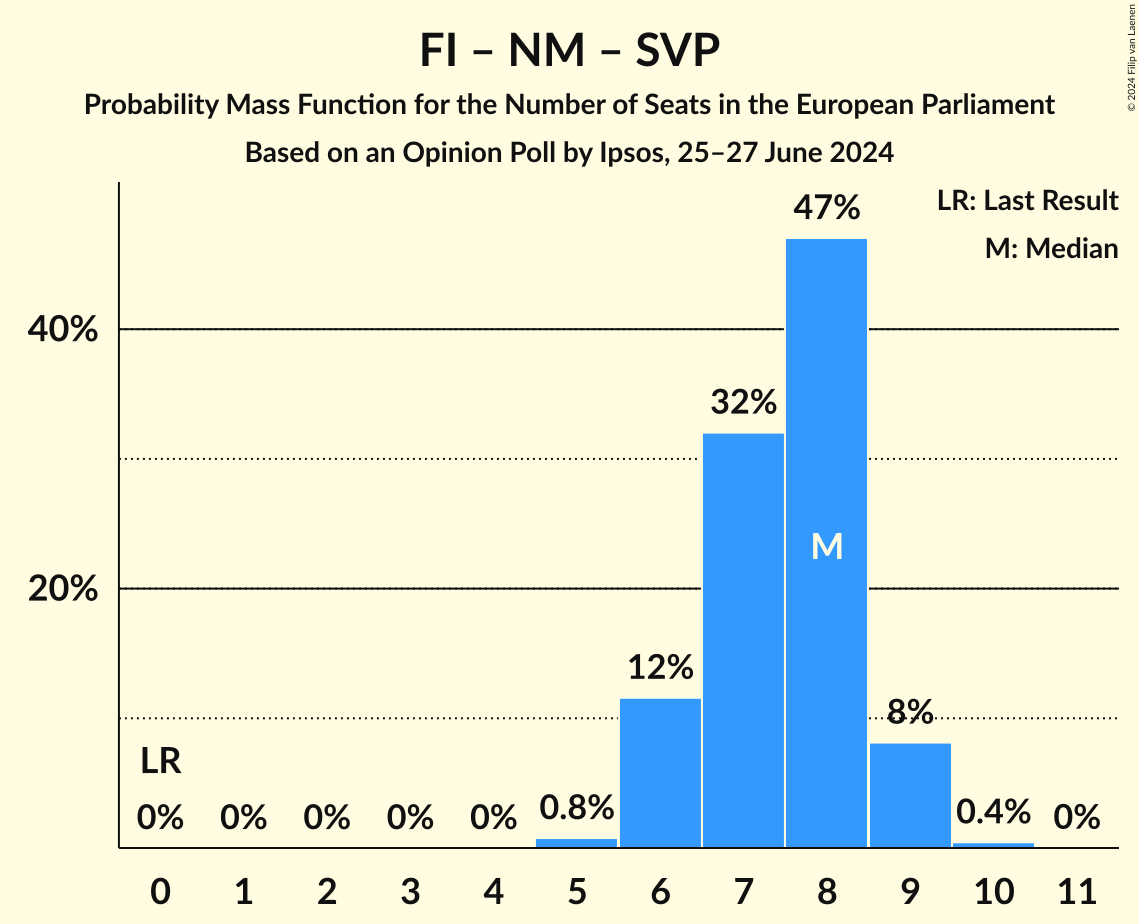 FI – NM – SVP
Probability Mass Function for the Number of Seats in the European Parliament
Based on an Opinion Poll by Ipsos, 25–27 June 2024
© 2024 Filip van Laenen
LR: Last Result
M: Median
47%
40%
32%
M
20%
12%
8%
LR
0% 0% 0% 0% 0% 0.8% 0.4% 0%
0 1 2 3 4 5 6 7 8 9 10 11